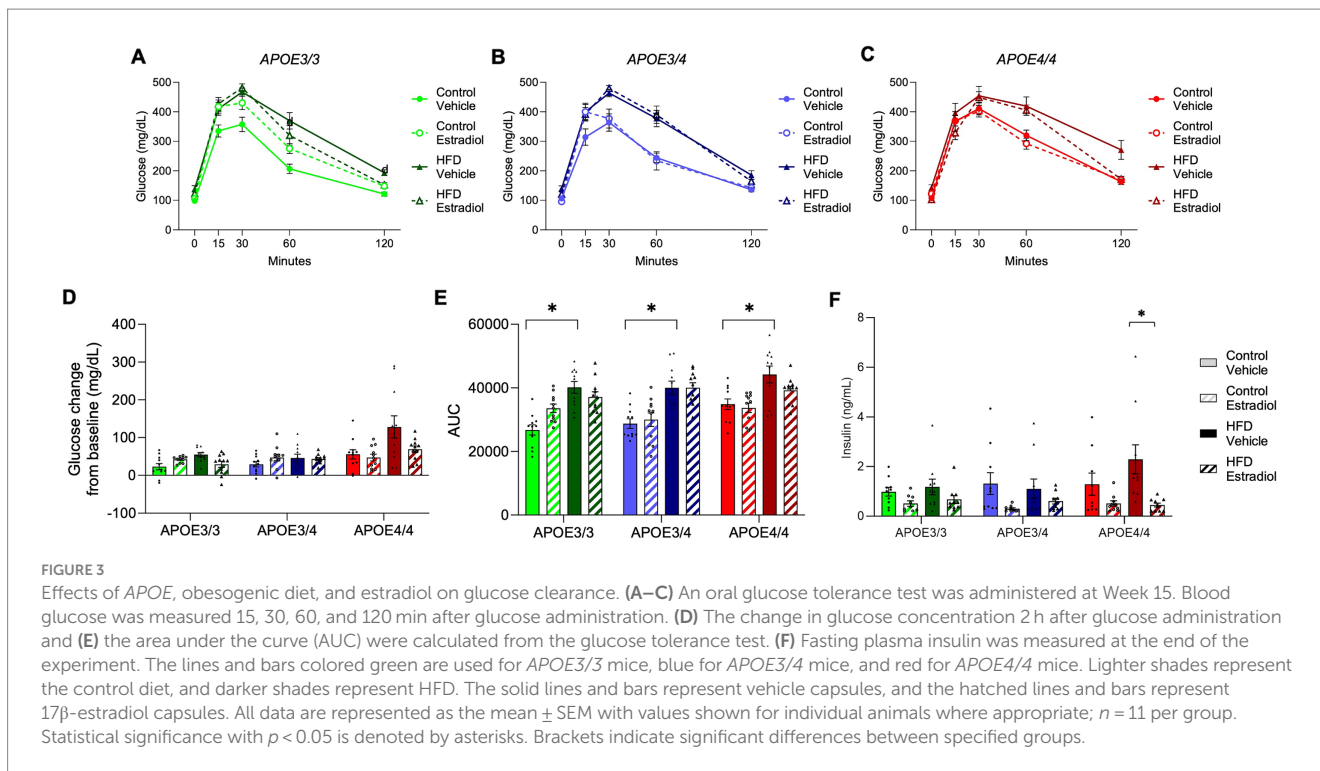 A
APOE3/3
Glucose (mg/dL)
500
400
300
200
100
0
0 15 30 60 120
Minutes
Control
Vehicle
Control
Estradiol
HFD
Vehicle
HFD
Estradiol
B
APOE3/4
Glucose (mg/dL)
500
400
300
200
100
0
0 15 30 60 120
Minutes
Control
Vehicle
Control
Estradiol
HFD
Vehicle
HFD
Estradiol
C
APOE4/4
Glucose (mg/dL)
500
400
300
200
100
0
0 15 30 60 120
Minutes
Control
Vehicle
Control
Estradiol
HFD
Vehicle
HFD
Estradiol
D
Glucose change
from baseline (mg/dL)
400
300
200
100
0
-100
APOE3/3 APOE3/4 APOE4/4
E
AUC
60000
40000
20000
0
* * *
APOE3/3 APOE3/4 APOE4/4
F
Insulin (ng/mL)
8
6
4
2
0
*
APOE3/3 APOE3/4 APOE4/4
Control
Vehicle
Control
Estradiol
HFD
Vehicle
HFD
Estradiol
FIGURE 3
Effects of APOE, obesogenic diet, and estradiol on glucose clearance. (A–C) An oral glucose tolerance test was administered at Week 15. Blood
glucose was measured 15, 30, 60, and 120 min after glucose administration. (D) The change in glucose concentration 2 h after glucose administration
and (E) the area under the curve (AUC) were calculated from the glucose tolerance test. (F) Fasting plasma insulin was measured at the end of the
experiment. The lines and bars colored green are used for APOE3/3 mice, blue for APOE3/4 mice, and red for APOE4/4 mice. Lighter shades represent
the control diet, and darker shades represent HFD. The solid lines and bars represent vehicle capsules, and the hatched lines and bars represent
17β-estradiol capsules. All data are represented as the mean ± SEM with values shown for individual animals where appropriate; n = 11 per group.
Statistical significance with p < 0.05 is denoted by asterisks. Brackets indicate significant differences between specified groups.